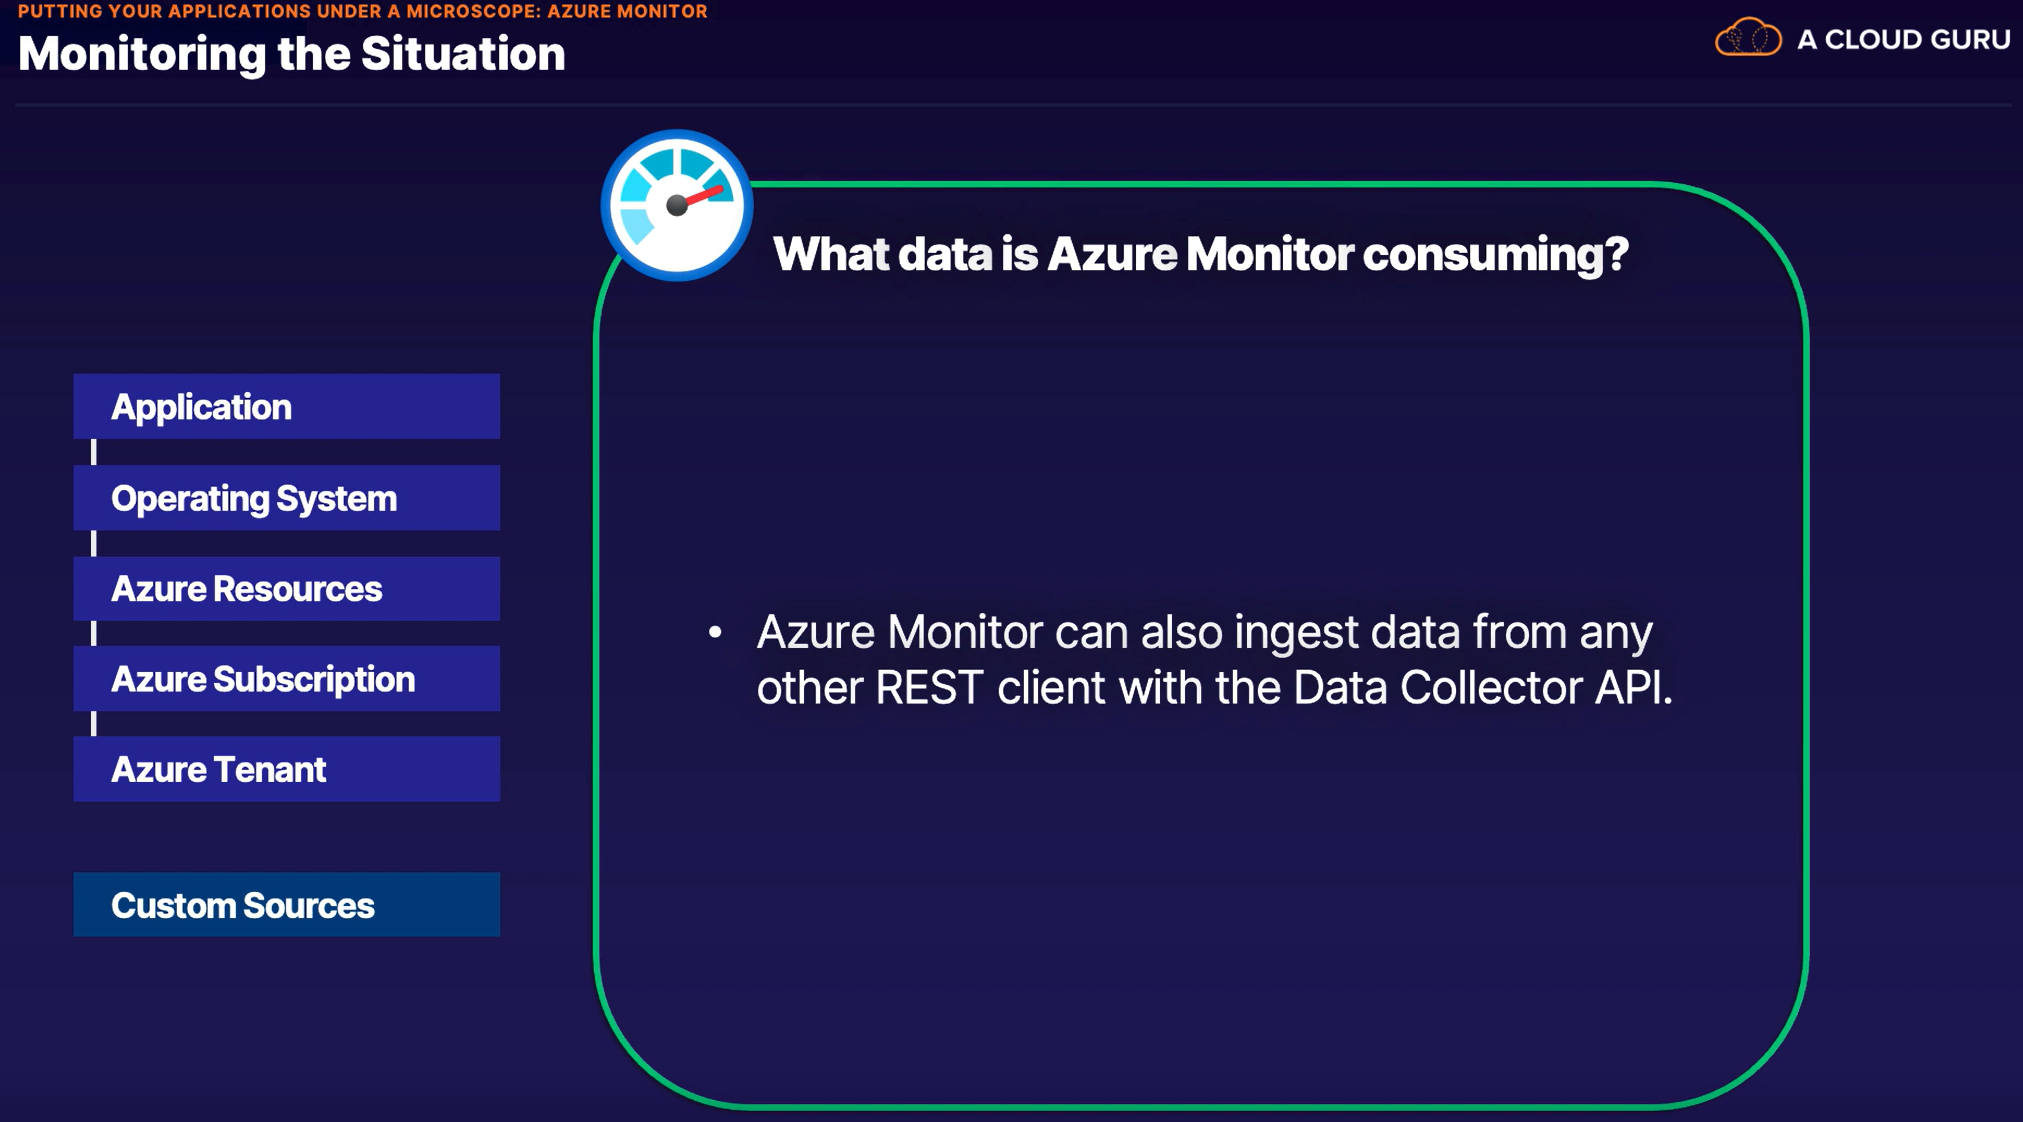 PUTTING YOUR APPLICATIONS UNDER A MICROSCOPE: AZURE MONITOR
Monitoring the Situation
A CLOUD GURU
What data is Azure Monitor consuming?
Application
Operating System
Azure Resources
Azure Subscription
Azure Tenant
Custom Sources
• Azure Monitor can also ingest data from any
other REST client with the Data Collector API.